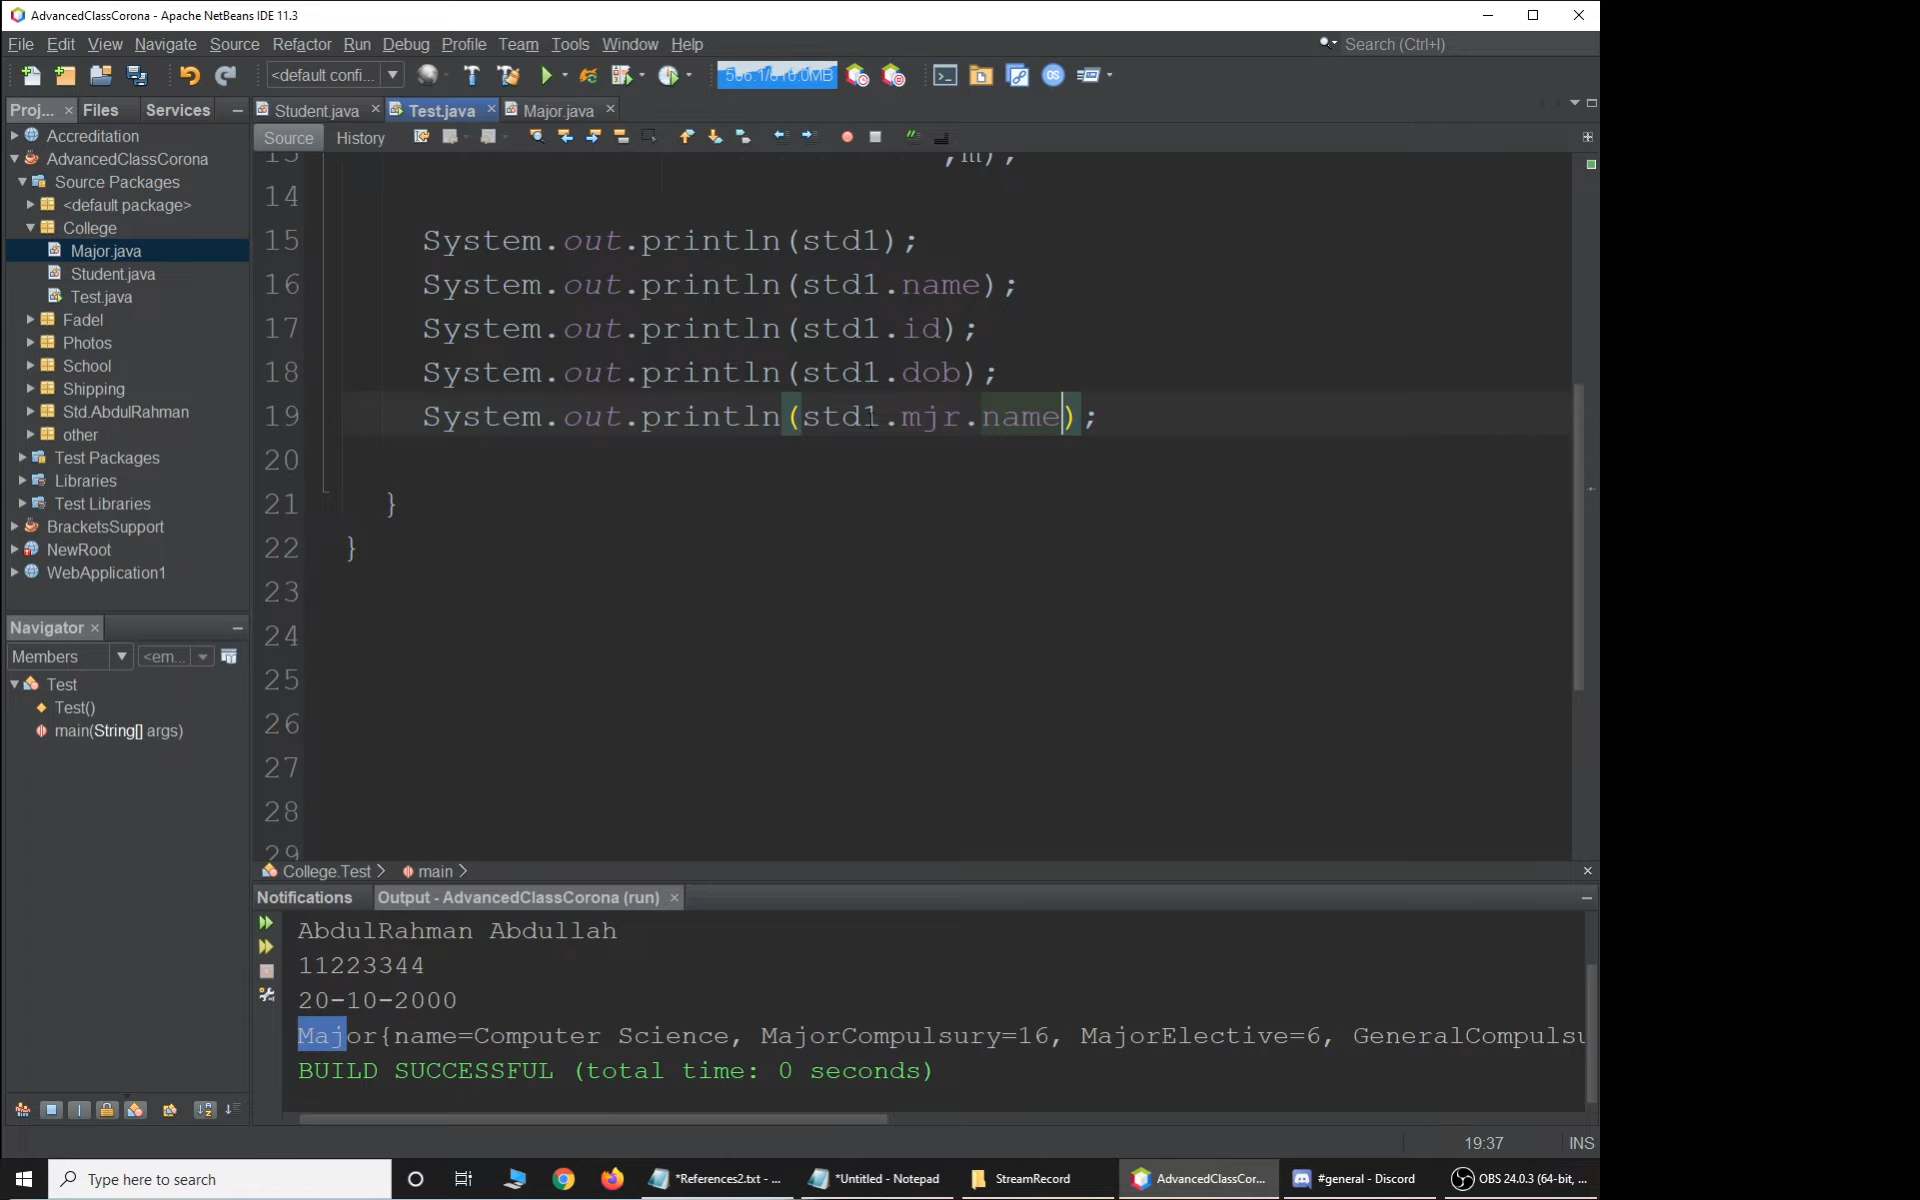 AdvancedClassCorona - Apache NetBeans IDE 11.3
File Edit View Navigate Source Refactor Run Debug Profile Team Tools Window Help
Search (Ctrl+I)
<default confi...
Proj... × Files Services
Student.java × Test.java × Major.java ×
Source History
Accreditation
AdvancedClassCorona
Source Packages
<default package>
College
Major.java
Student.java
Test.java
Fadel
Photos
School
Shipping
Std.AbdulRahman
other
Test Packages
Libraries
Test Libraries
BracketsSupport
NewRoot
WebApplication1
Navigator ×
Members <em...
Test
Test()
main(String[] args)
13 ,m);
14
15 System.out.println(std1);
16 System.out.println(std1.name);
17 System.out.println(std1.id);
18 System.out.println(std1.dob);
19 System.out.println(std1.mjr.name);
20
21 }
22 }
23
24
25
26
27
28
29
College.Test main
Notifications Output - AdvancedClassCorona (run) ×
AbdulRahman Abdullah
11223344
20-10-2000
Major{name=Computer Science, MajorCompulsury=16, MajorElective=6, GeneralCompulsu
BUILD SUCCESSFUL (total time: 0 seconds)
19:37 INS
Type here to search
*References2.txt - ...
*Untitled - Notepad
StreamRecord
AdvancedClassCor...
#general - Discord
OBS 24.0.3 (64-bit, ...